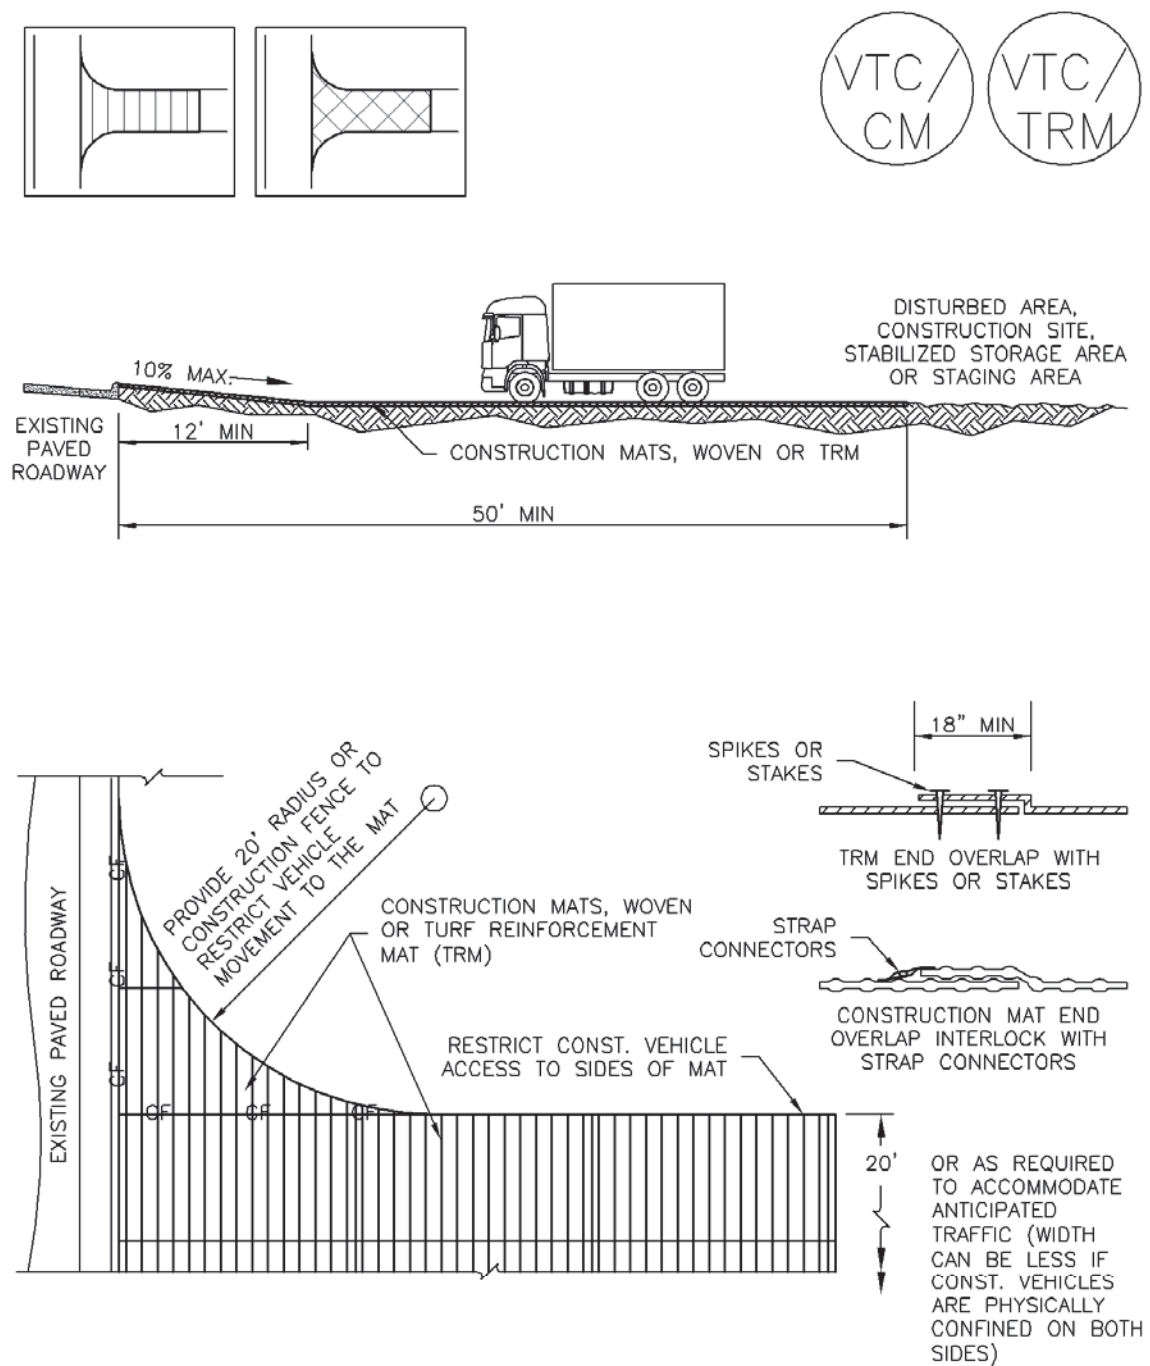 VTC/
CM
VTC/
TRM
DISTURBED AREA,
CONSTRUCTION SITE,
STABILIZED STORAGE AREA
OR STAGING AREA
10% MAX.
EXISTING
PAVED
ROADWAY
12' MIN
CONSTRUCTION MATS, WOVEN OR TRM
50' MIN
18" MIN
SPIKES OR
STAKES
TRM END OVERLAP WITH
SPIKES OR STAKES
PROVIDE 20' RADIUS OR
CONSTRUCTION FENCE TO
RESTRICT VEHICLE
MOVEMENT TO THE MAT
CONSTRUCTION MATS, WOVEN
OR TURF REINFORCEMENT
MAT (TRM)
STRAP
CONNECTORS
CONSTRUCTION MAT END
OVERLAP INTERLOCK WITH
STRAP CONNECTORS
RESTRICT CONST. VEHICLE
ACCESS TO SIDES OF MAT
EXISTING PAVED ROADWAY
CF
CF
CF
CF
CF
CF
20'
OR AS REQUIRED
TO ACCOMMODATE
ANTICIPATED
TRAFFIC (WIDTH
CAN BE LESS IF
CONST. VEHICLES
ARE PHYSICALLY
CONFINED ON BOTH
SIDES)